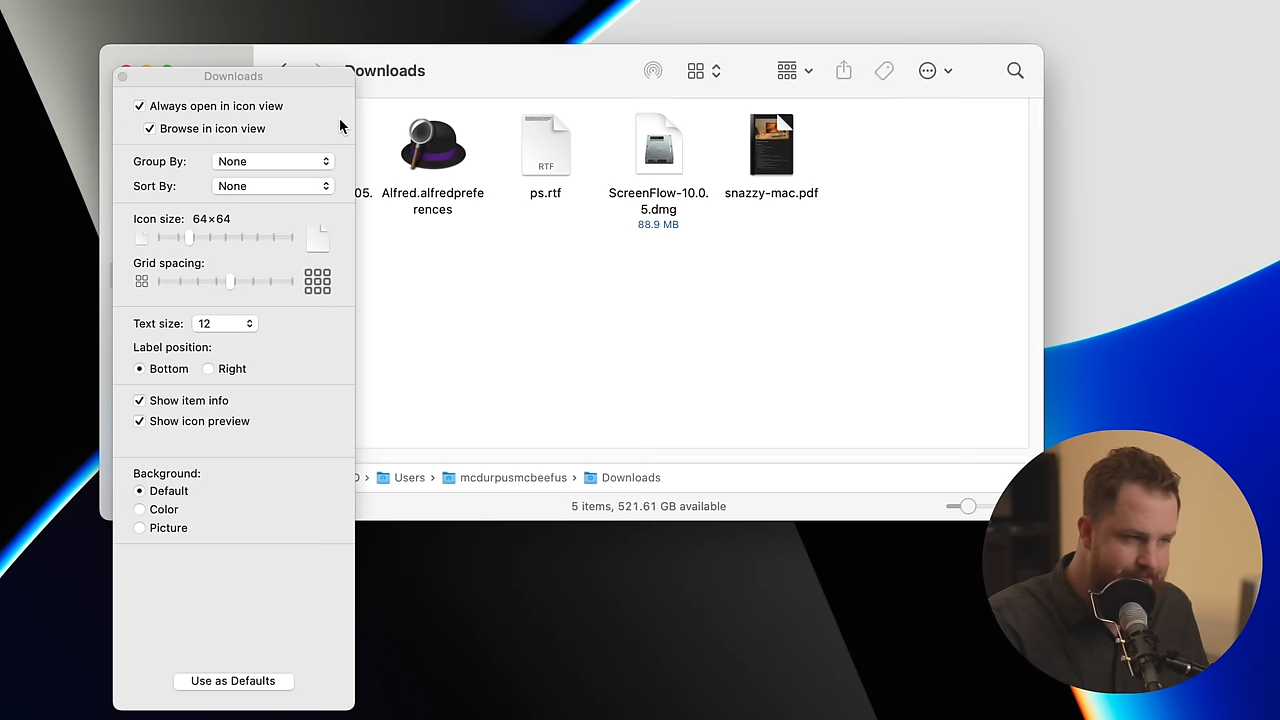 Downloads
Downloads
Always open in icon view
Browse in icon view
Group By: None
Sort By: None
Icon size: 64×64
Grid spacing:
Text size: 12
Label position:
Bottom Right
Show item info
Show icon preview
Background:
Default
Color
Picture
Use as Defaults
05.
Alfred.alfredprefe
rences
RTF
ps.rtf
ScreenFlow-10.0.
5.dmg
88.9 MB
snazzy-mac.pdf
Users › mcdurpusmcbeefus › Downloads
5 items, 521.61 GB available